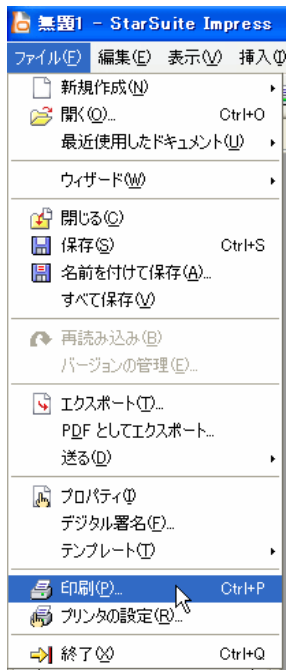 無題1 - StarSuite Impress
ファイル(F) 編集(E) 表示(V) 挿入(I)
新規作成(N)
開く(O)... Ctrl+O
最近使用したドキュメント(U)
ウィザード(W)
閉じる(C)
保存(S) Ctrl+S
名前を付けて保存(A)...
すべて保存(V)
再読み込み(B)
バージョンの管理(E)...
エクスポート(T)...
PDF としてエクスポート...
送る(D)
プロパティ(I)
デジタル署名(F)...
テンプレート(T)
印刷(P)... Ctrl+P
プリンタの設定(R)...
終了(X) Ctrl+Q